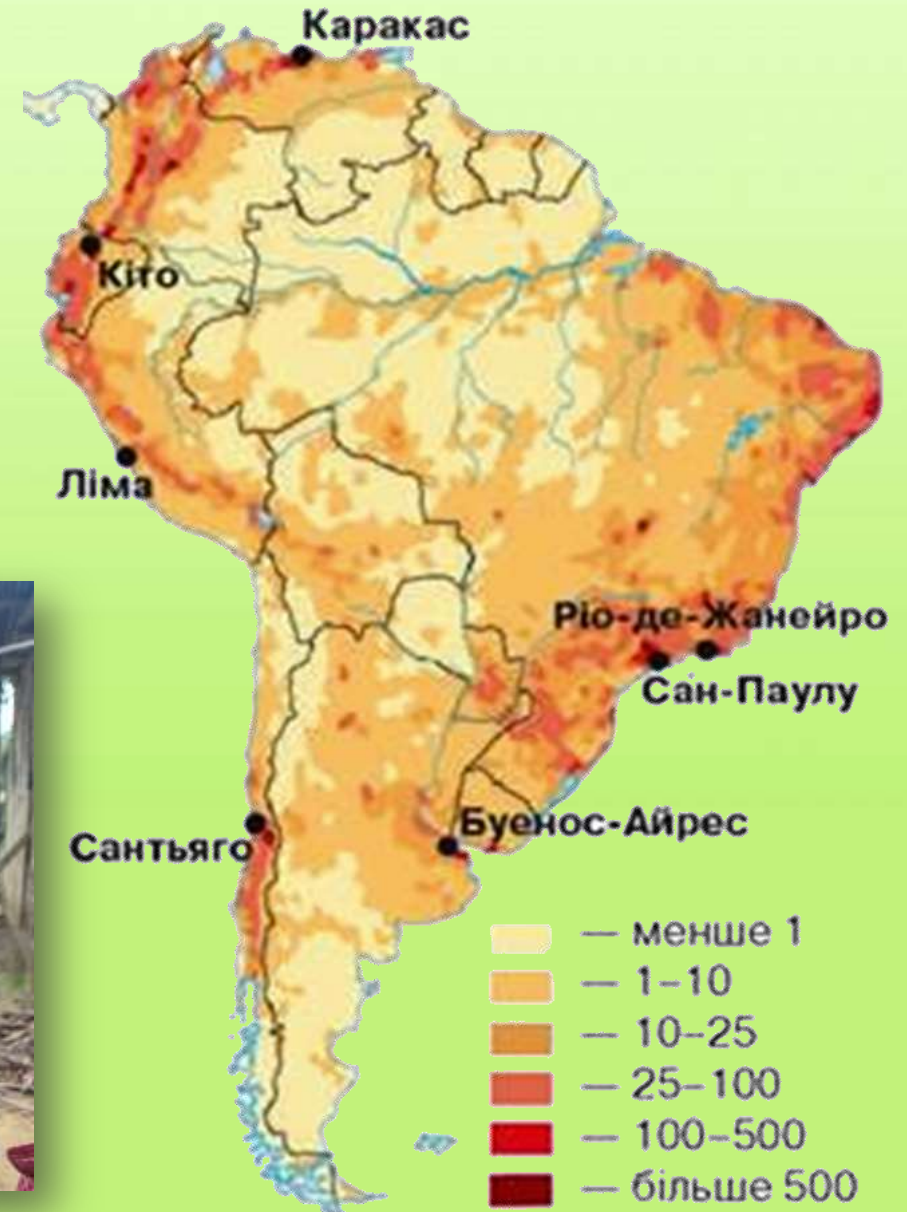 Каракас
Кіто
Ліма
Ріо-де-Жанейро
Сан-Паулу
Буенос-Айрес
Сантьяго
— менше 1
— 1–10
— 10–25
— 25–100
— 100–500
— більше 500